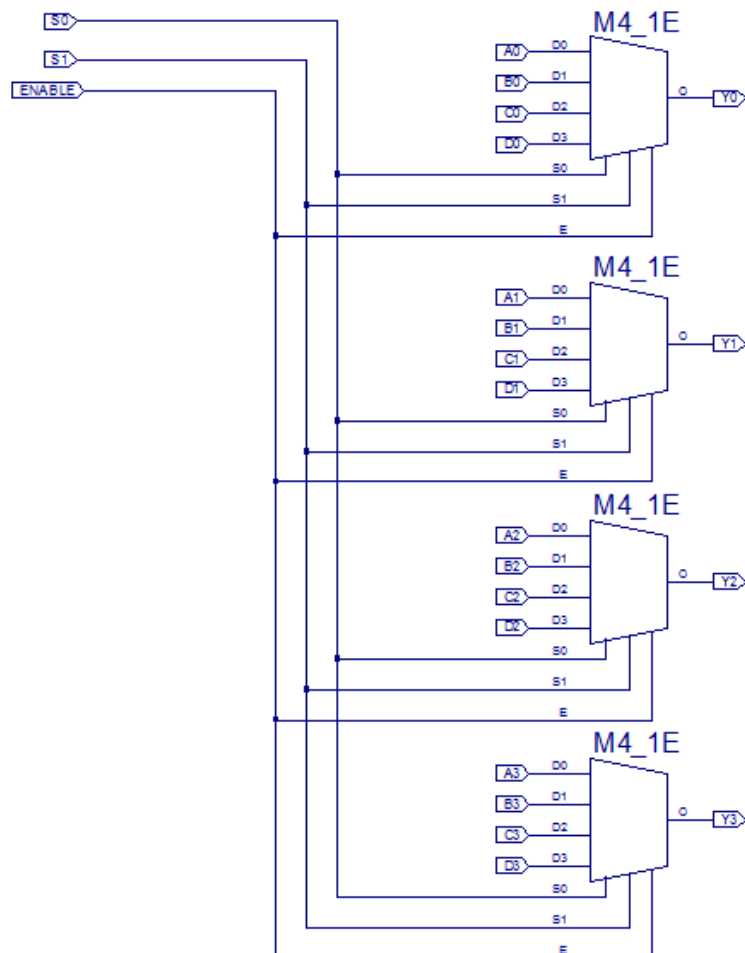 S0
S1
ENABLE
M4_1E
A0 D0
B0 D1
O Y0
C0 D2
D0 D3
S0
S1
E
M4_1E
A1 D0
B1 D1
O Y1
C1 D2
D1 D3
S0
S1
E
M4_1E
A2 D0
B2 D1
O Y2
C2 D2
D2 D3
S0
S1
E
M4_1E
A3 D0
B3 D1
O Y3
C3 D2
D3 D3
S0
S1
E